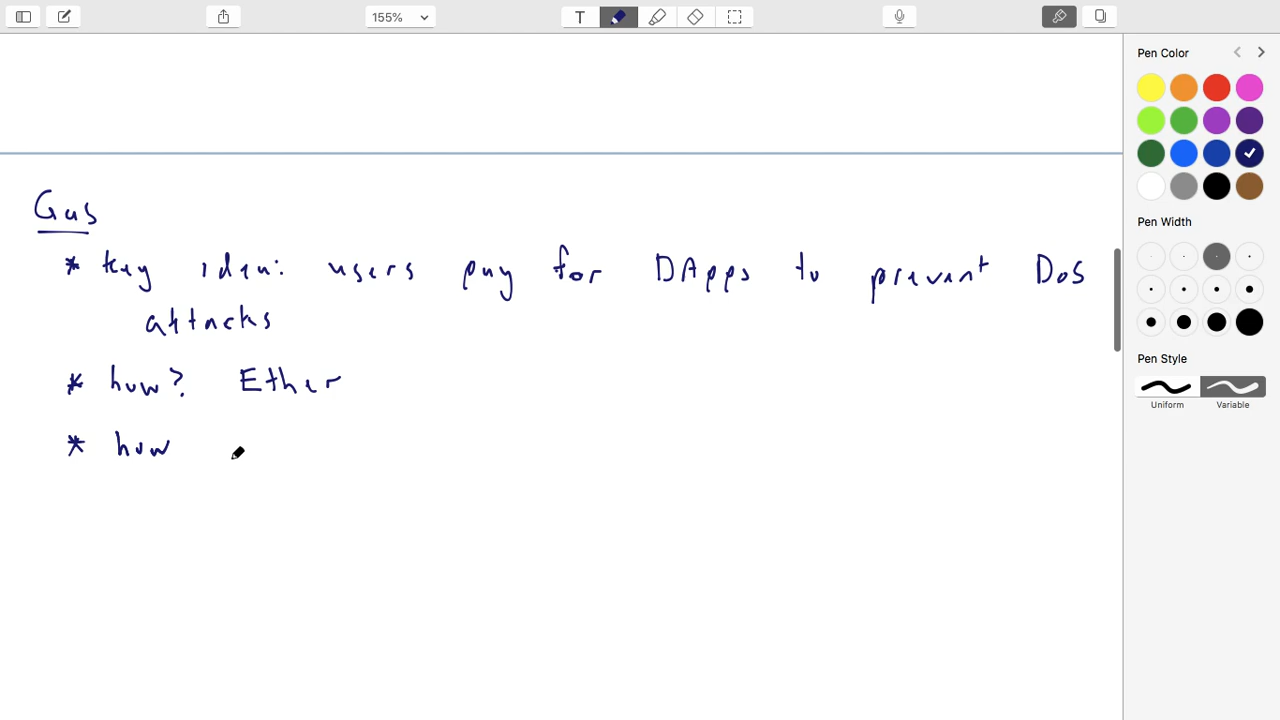 155%
Gas
* key idea: users pay for DApps to prevent DoS
attacks
* how? Ether
* how
Pen Color
Pen Width
Pen Style
Uniform
Variable